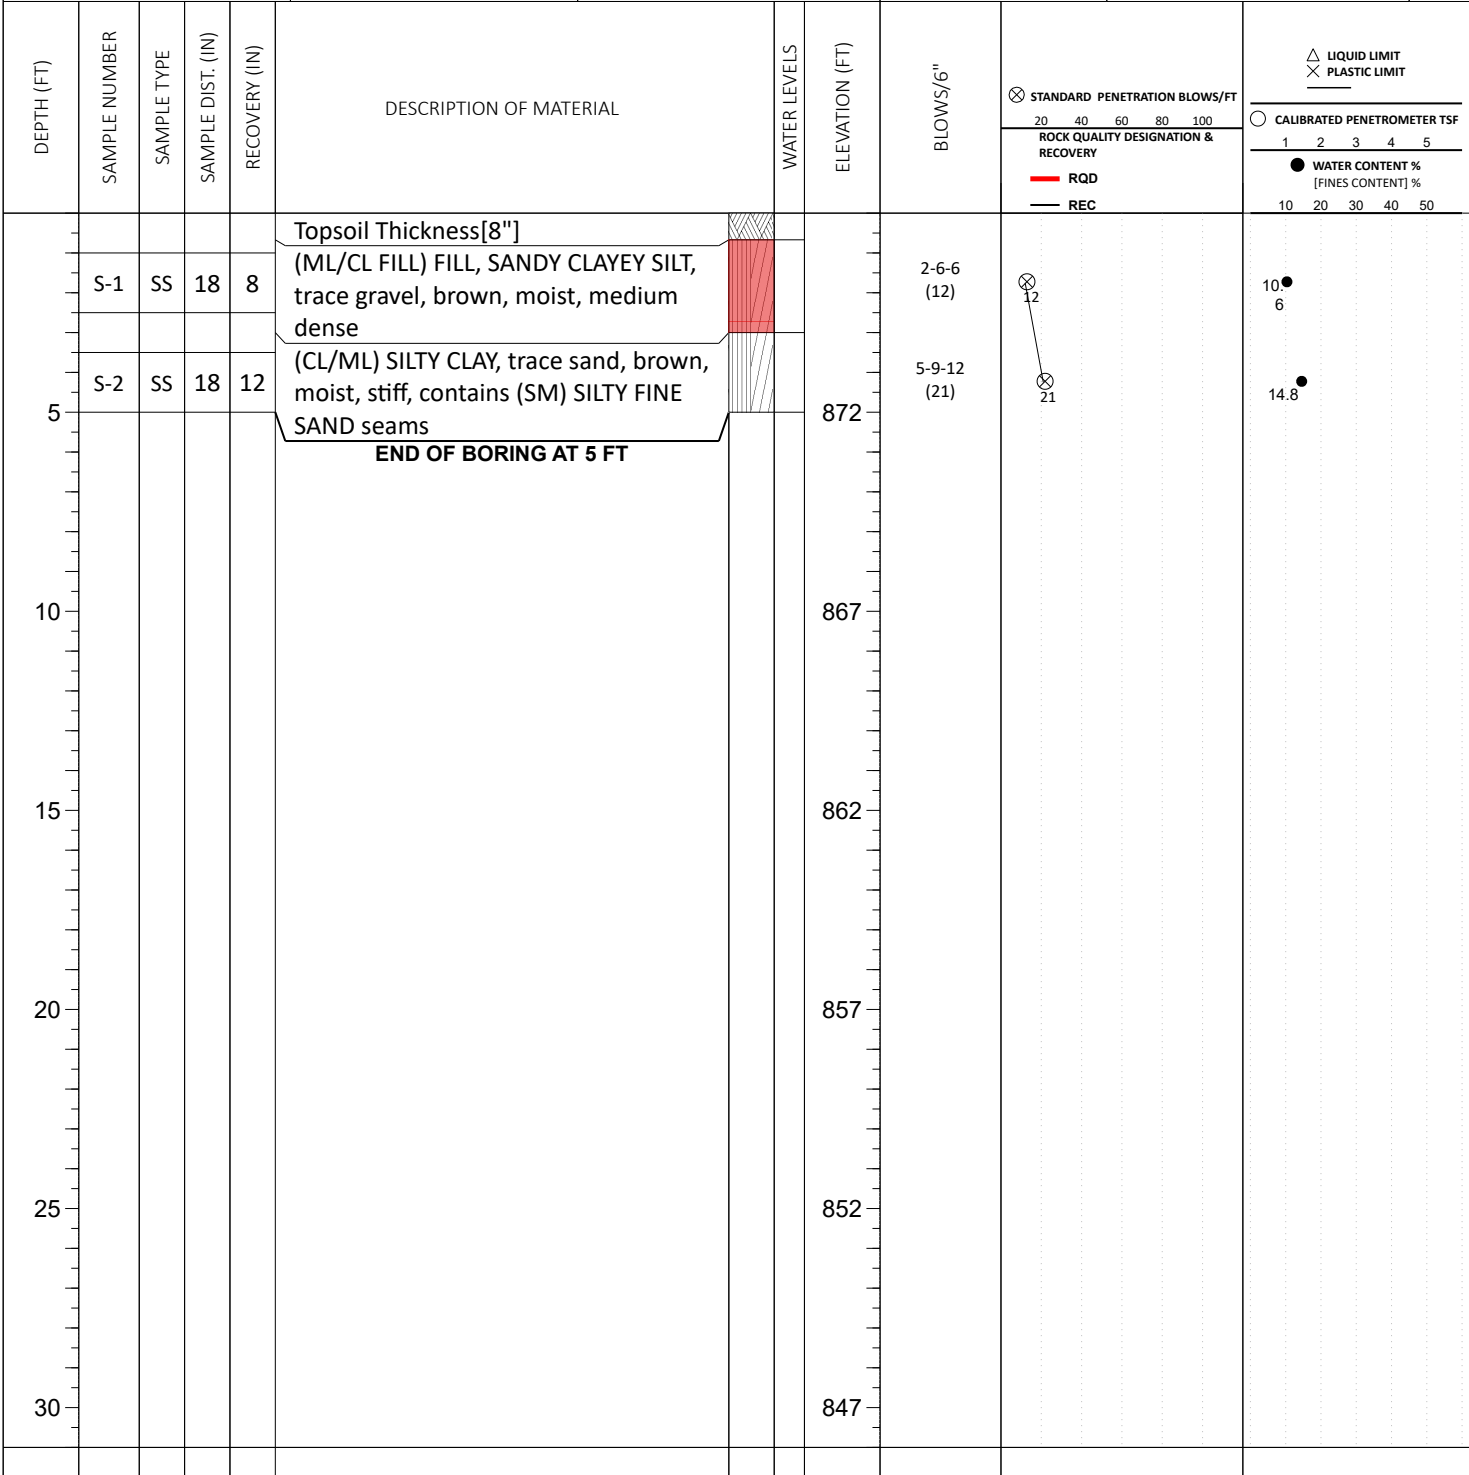 DEPTH (FT)
SAMPLE NUMBER
SAMPLE TYPE
SAMPLE DIST. (IN)
RECOVERY (IN)
DESCRIPTION OF MATERIAL
WATER LEVELS
ELEVATION (FT)
BLOWS/6"
STANDARD PENETRATION BLOWS/FT
20 40 60 80 100
ROCK QUALITY DESIGNATION &
RECOVERY
RQD
REC
LIQUID LIMIT
PLASTIC LIMIT
CALIBRATED PENETROMETER TSF
1 2 3 4 5
WATER CONTENT %
[FINES CONTENT] %
10 20 30 40 50
Topsoil Thickness[8"]
S-1 SS 18 8
(ML/CL FILL) FILL, SANDY CLAYEY SILT,
trace gravel, brown, moist, medium
dense
2-6-6
(12)
12
10.
6
S-2 SS 18 12
(CL/ML) SILTY CLAY, trace sand, brown,
moist, stiff, contains (SM) SILTY FINE
SAND seams
5-9-12
(21)
21
14.8
5 872
END OF BORING AT 5 FT
10 867
15 862
20 857
25 852
30 847